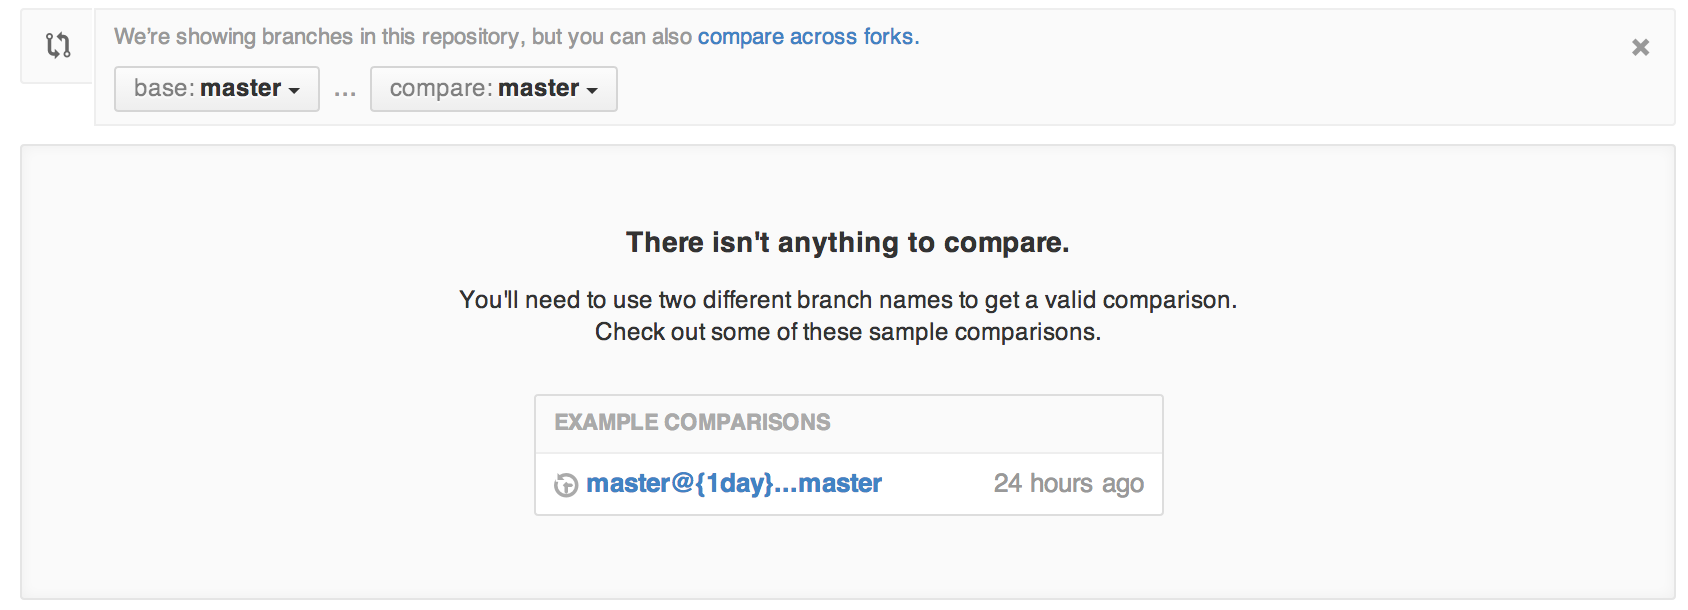 We're showing branches in this repository, but you can also compare across forks.
base: master ... compare: master
There isn't anything to compare.
You'll need to use two different branch names to get a valid comparison.
Check out some of these sample comparisons.
EXAMPLE COMPARISONS
master@{1day}...master 24 hours ago